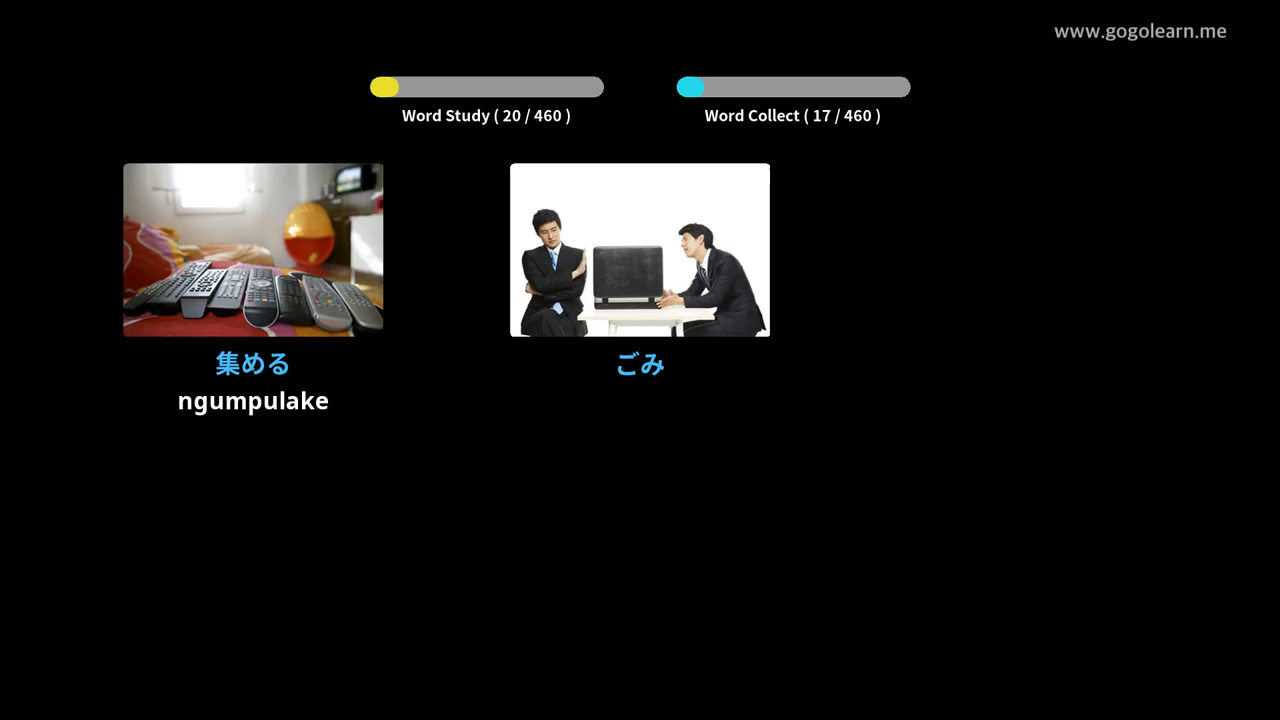 www.gogolearn.me
Word Study ( 20 / 460 )
Word Collect ( 17 / 460 )
集める
ngumpulake
ごみ